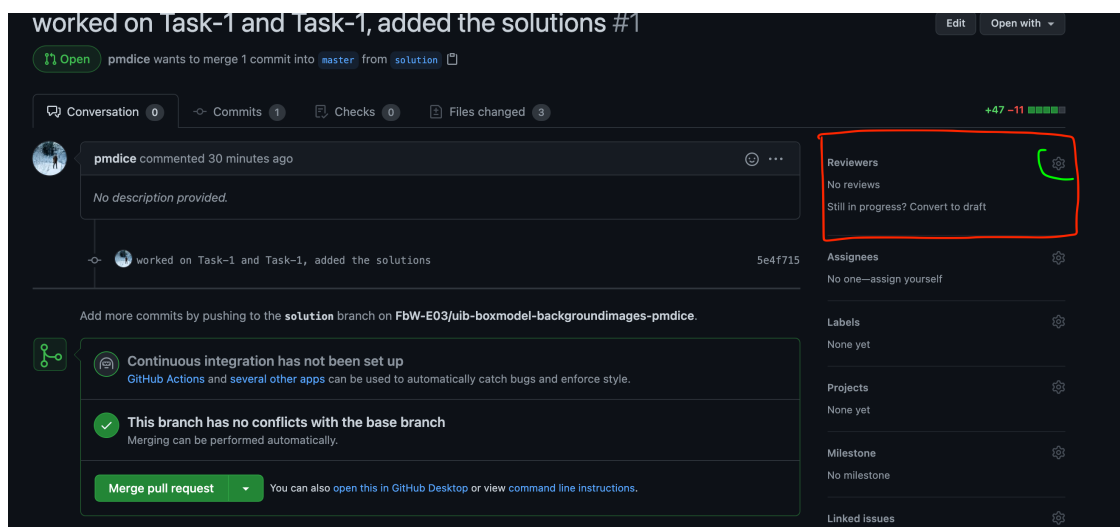 worked on Task-1 and Task-1, added the solutions #1
Edit
Open with
Open
pmdice wants to merge 1 commit into master from solution
Conversation 0
Commits 1
Checks 0
Files changed 3
+47 −11
pmdice commented 30 minutes ago
No description provided.
worked on Task-1 and Task-1, added the solutions
5e4f715
Add more commits by pushing to the solution branch on FbW-E03/uib-boxmodel-backgroundimages-pmdice.
Continuous integration has not been set up
GitHub Actions and several other apps can be used to automatically catch bugs and enforce style.
This branch has no conflicts with the base branch
Merging can be performed automatically.
Merge pull request
You can also open this in GitHub Desktop or view command line instructions.
Reviewers
No reviews
Still in progress? Convert to draft
Assignees
No one—assign yourself
Labels
None yet
Projects
None yet
Milestone
No milestone
Linked issues